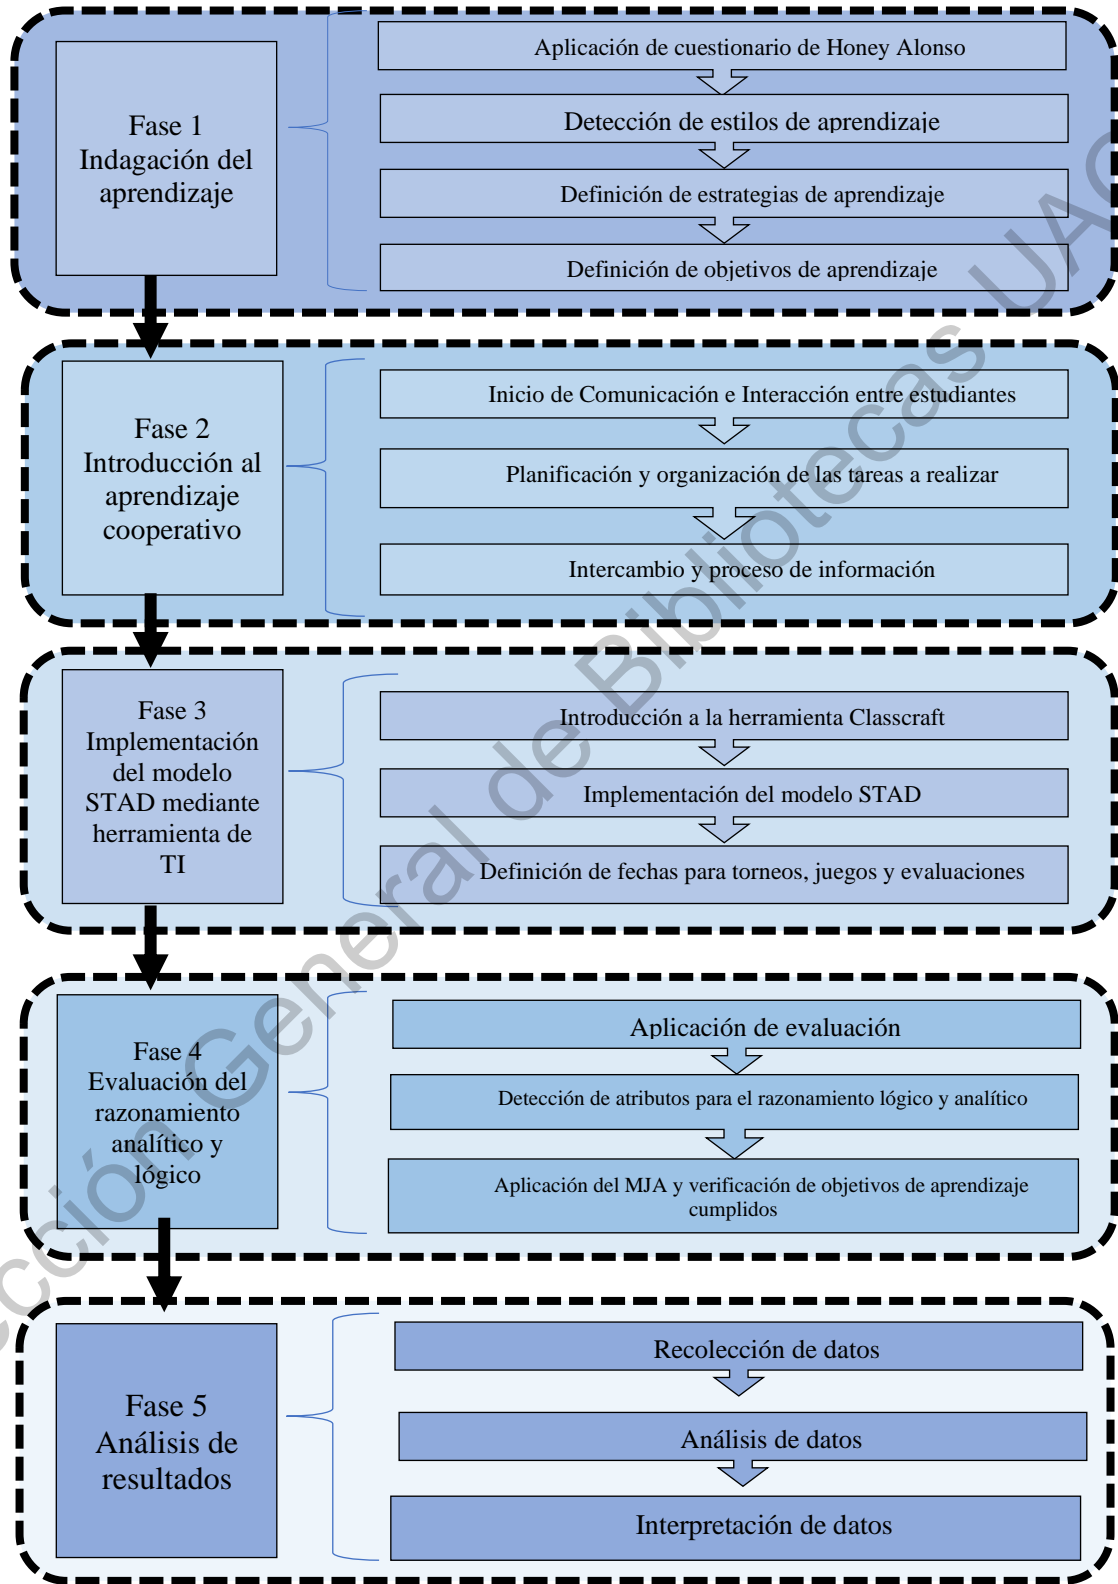 Fase 1
Indagación del
aprendizaje
Aplicación de cuestionario de Honey Alonso
Detección de estilos de aprendizaje
Definición de estrategias de aprendizaje
Definición de objetivos de aprendizaje
Fase 2
Introducción al
aprendizaje
cooperativo
Inicio de Comunicación e Interacción entre estudiantes
Planificación y organización de las tareas a realizar
Intercambio y proceso de información
Fase 3
Implementación
del modelo
STAD mediante
herramienta de
TI
Introducción a la herramienta Classcraft
Implementación del modelo STAD
Definición de fechas para torneos, juegos y evaluaciones
Fase 4
Evaluación del
razonamiento
analítico y
lógico
Aplicación de evaluación
Detección de atributos para el razonamiento lógico y analítico
Aplicación del MJA y verificación de objetivos de aprendizaje
cumplidos
Fase 5
Análisis de
resultados
Recolección de datos
Análisis de datos
Interpretación de datos
General de Bibliotecas